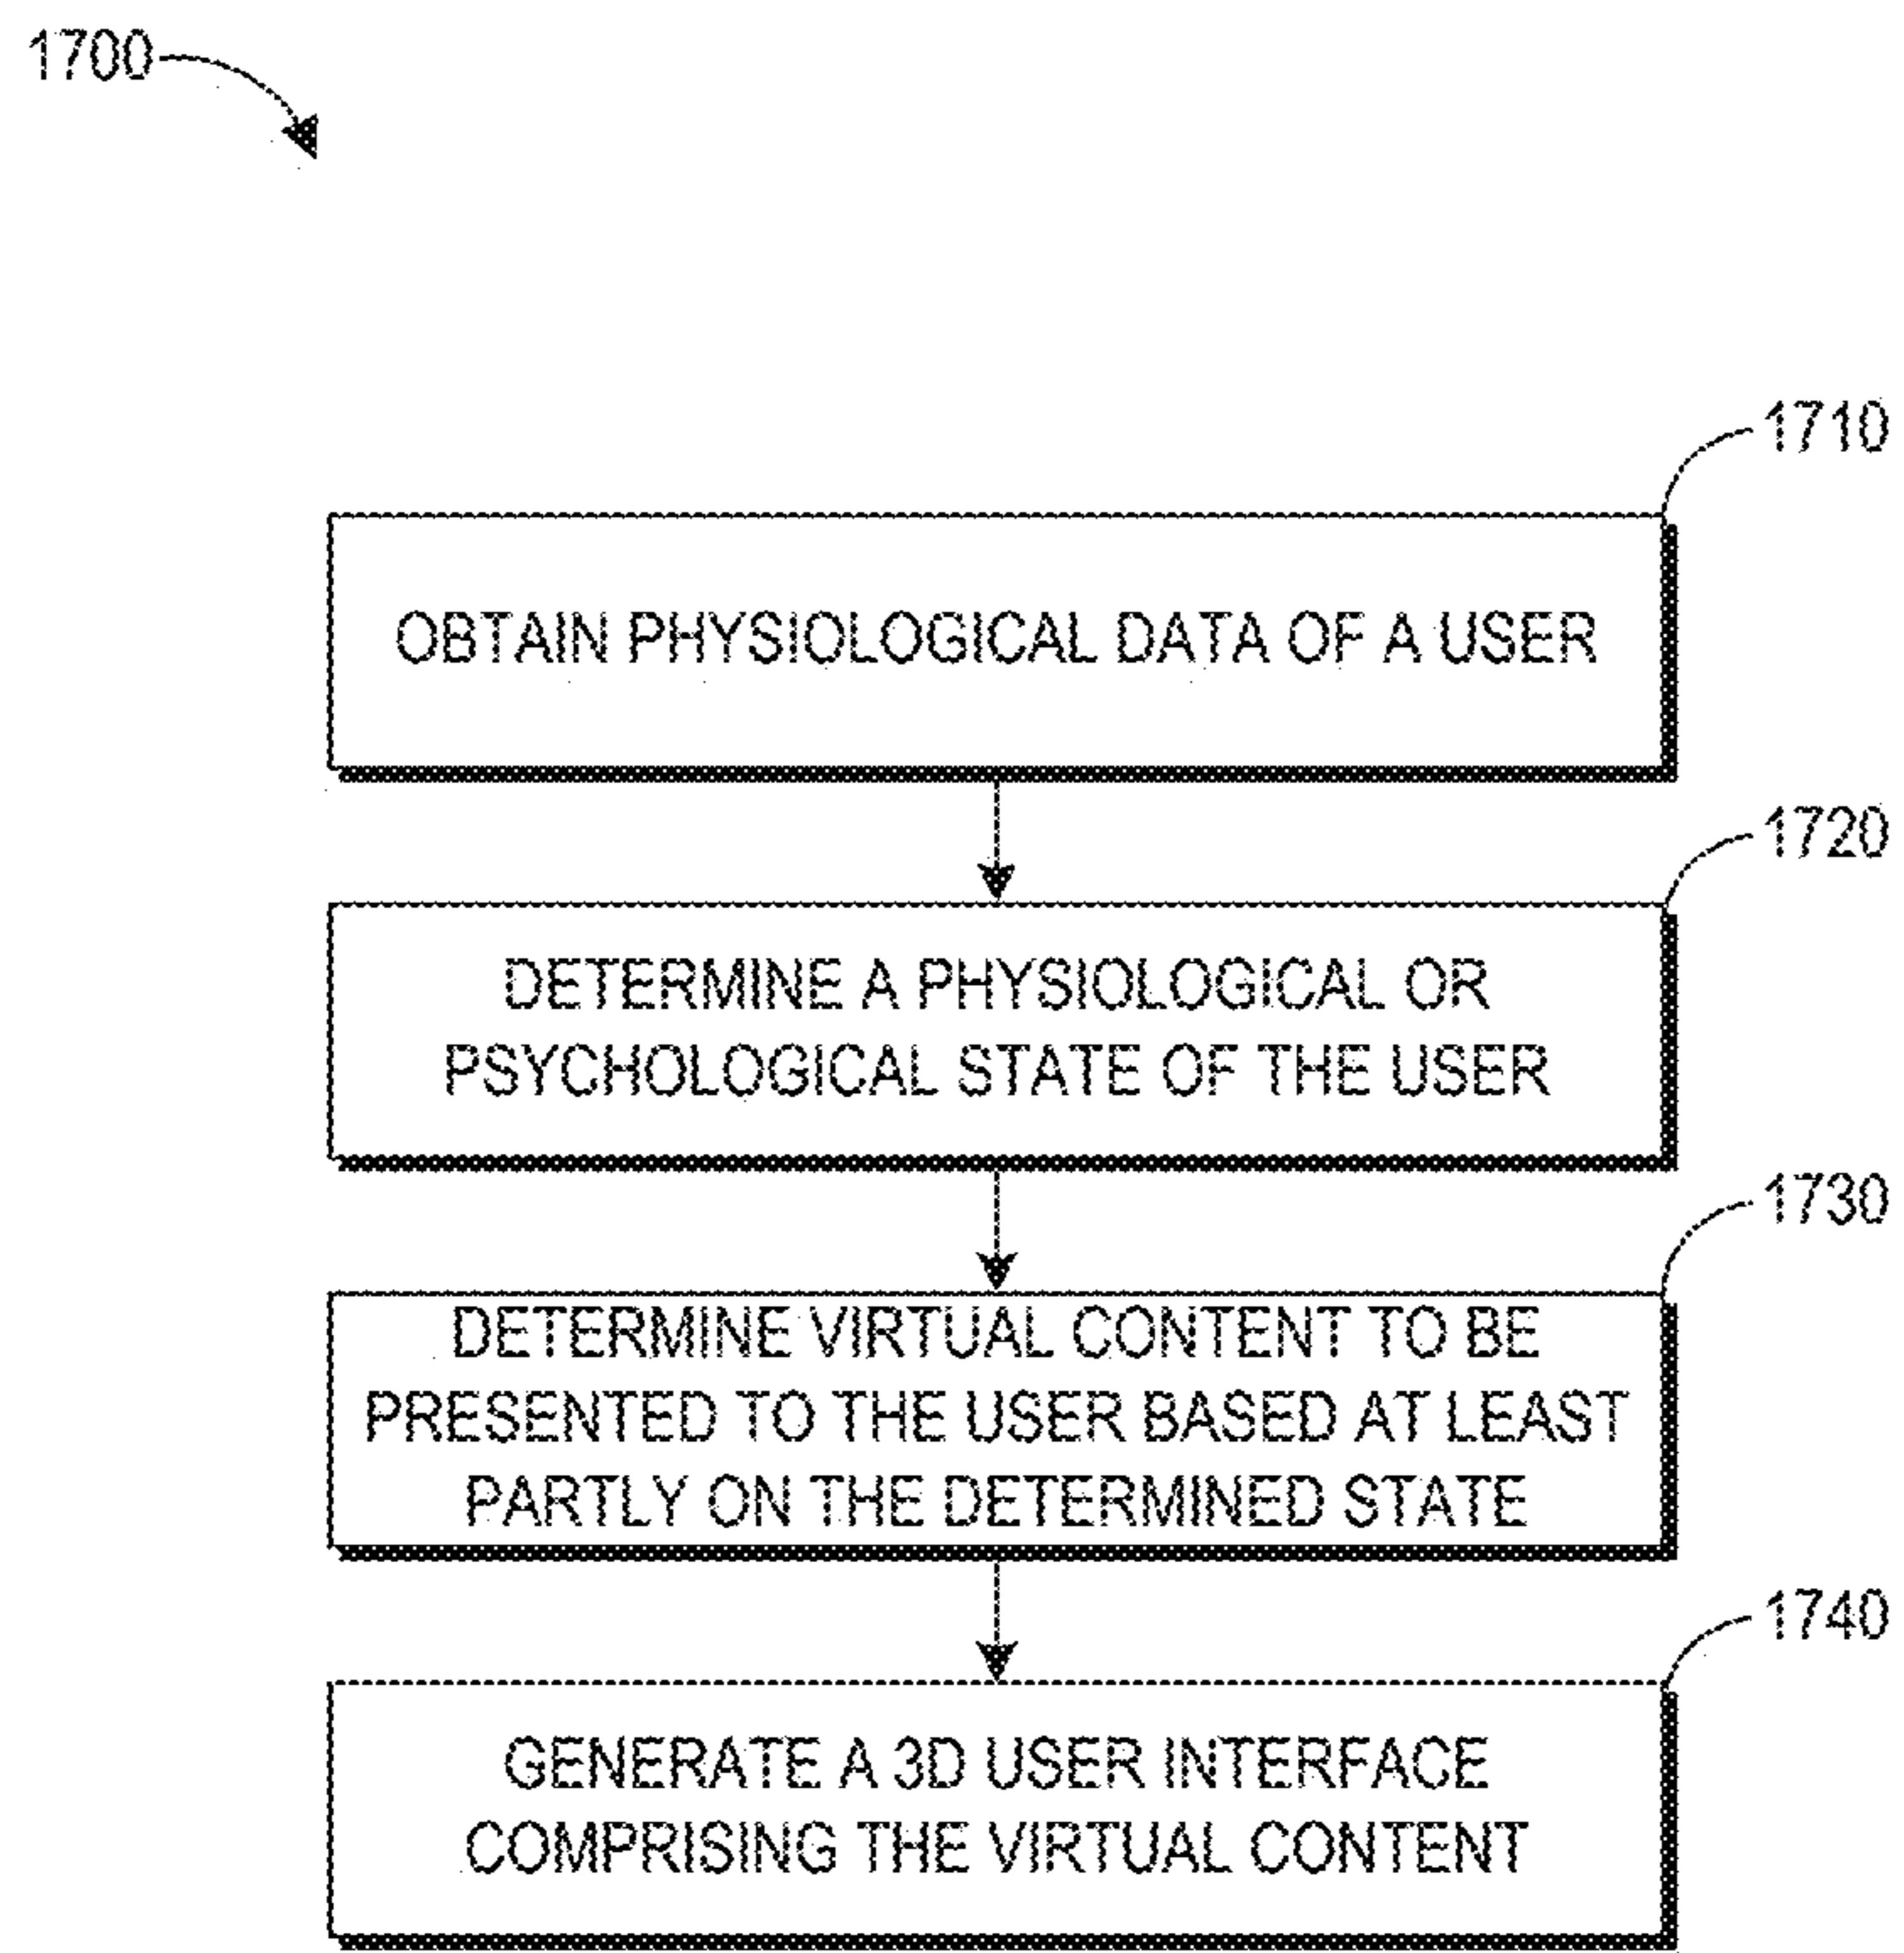 1700
1710
OBTAIN PHYSIOLOGICAL DATA OF A USER
1720
DETERMINE A PHYSIOLOGICAL OR
PSYCHOLOGICAL STATE OF THE USER
1730
DETERMINE VIRTUAL CONTENT TO BE
PRESENTED TO THE USER BASED AT LEAST
PARTLY ON THE DETERMINED STATE
1740
GENERATE A 3D USER INTERFACE
COMPRISING THE VIRTUAL CONTENT